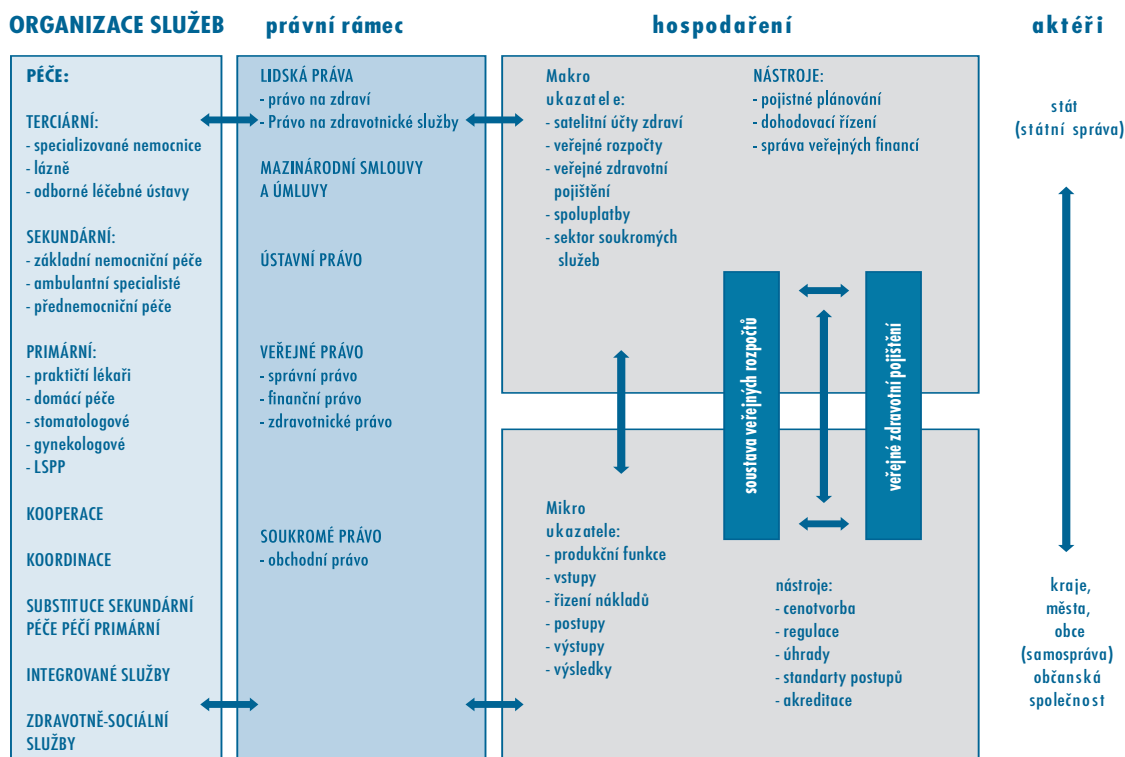 ORGANIZACE SLUŽEB
právní rámec
hospodaření
aktéři
PÉČE:
TERCIÁRNÍ:
- specializované nemocnice
- lázně
- odborné léčebné ústavy
SEKUNDÁRNÍ:
- základní nemocniční péče
- ambulantní specialisté
- přednemocniční péče
PRIMÁRNÍ:
- praktičtí lékaři
- domácí péče
- stomatologové
- gynekologové
- LSPP
KOOPERACE
KOORDINACE
SUBSTITUCE SEKUNDÁRNÍ
PÉČE PÉČÍ PRIMÁRNÍ
INTEGROVANÉ SLUŽBY
ZDRAVOTNĚ-SOCIÁLNÍ
SLUŽBY
LIDSKÁ PRÁVA
- právo na zdraví
- Právo na zdravotnické služby
MAZINÁRODNÍ SMLOUVY
A ÚMLUVY
ÚSTAVNÍ PRÁVO
VEŘEJNÉ PRÁVO
- správní právo
- finanční právo
- zdravotnické právo
SOUKROMÉ PRÁVO
- obchodní právo
Makro
ukazatele:
- satelitní účty zdraví
- veřejné rozpočty
- veřejné zdravotní
pojištění
- spoluplatby
- sektor soukromých
služeb
NÁSTROJE:
- pojistné plánování
- dohodovací řízení
- správa veřejných financí
soustava veřejných rozpočtů
veřejné zdravotní pojištění
Mikro
ukazatele:
- produkční funkce
- vstupy
- řizení nákladů
- postupy
- výstupy
- výsledky
nástroje:
- cenotvorba
- regulace
- úhrady
- standarty postupů
- akreditace
stát
(státní správa)
kraje,
města,
obce
(samospráva)
občanská
společnost